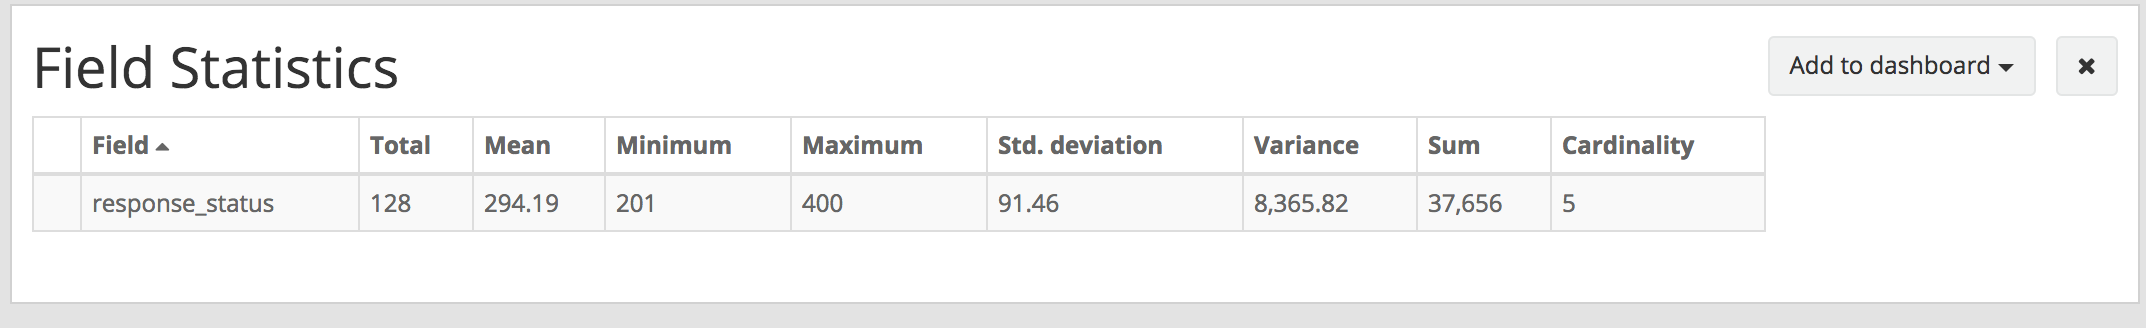 Field Statistics
Add to dashboard
Field Total Mean Minimum Maximum Std. deviation Variance Sum Cardinality
response_status 128 294.19 201 400 91.46 8,365.82 37,656 5